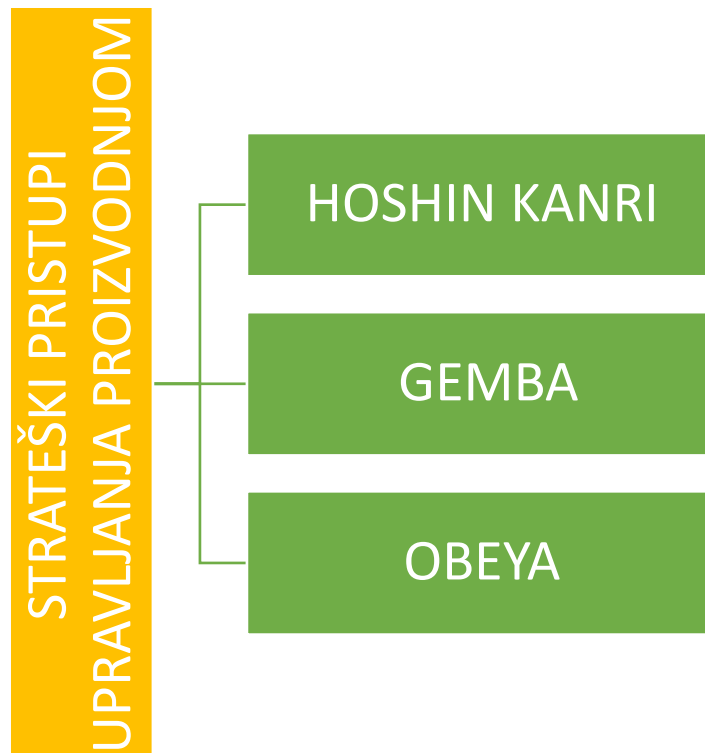 STRATEŠKI PRISTUPI
UPRAVLJANJA PROIZVODNJOM
HOSHIN KANRI
GEMBA
OBEYA